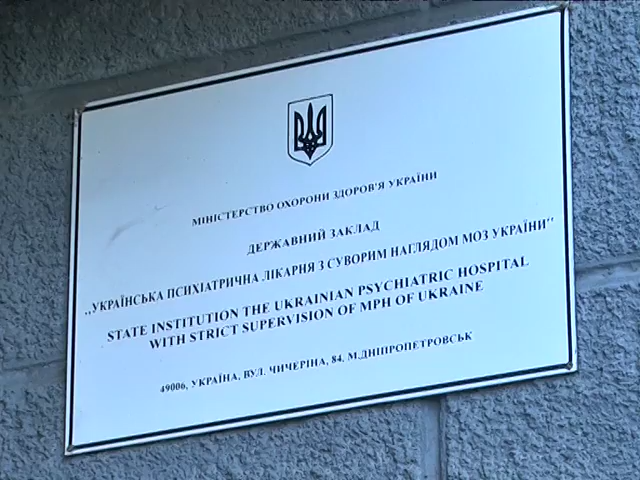 МІНІСТЕРСТВО ОХОРОНИ ЗДОРОВ'Я УКРАЇНИ
ДЕРЖАВНИЙ ЗАКЛАД
„УКРАЇНСЬКА ПСИХІАТРИЧНА ЛІКАРНЯ З СУВОРИМ НАГЛЯДОМ МОЗ УКРАЇНИ”
STATE INSTITUTION THE UKRAINIAN PSYCHIATRIC HOSPITAL
WITH STRICT SUPERVISION OF MPH OF UKRAINE
49006, УКРАЇНА, ВУЛ. ЧИЧЕРІНА, 84, М.ДНІПРОПЕТРОВСЬК